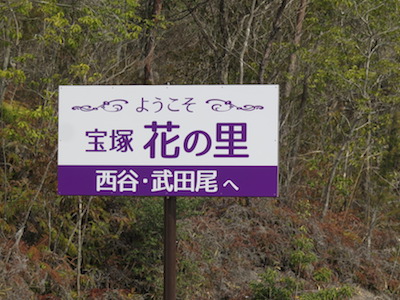 ようこそ
宝塚 花の里
西谷・武田尾へ